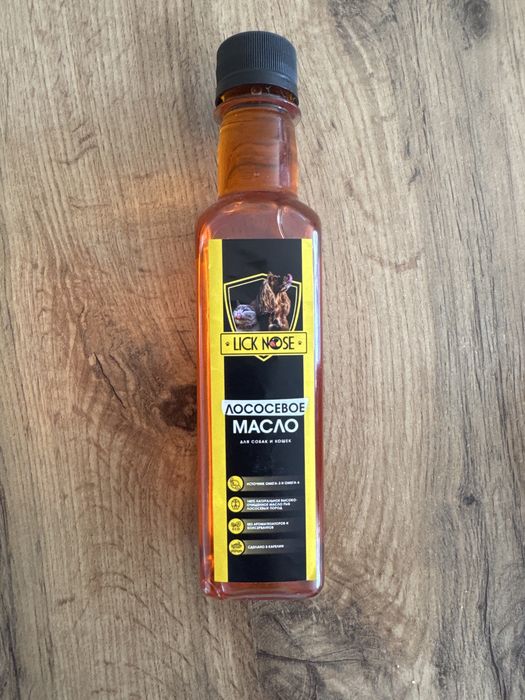 LICK NOSE
ЛОСОСЕВОЕ
МАСЛО
ДЛЯ СОБАК И КОШЕК
ИСТОЧНИК ОМЕГА-3 И ОМЕГА-6
100% НАТУРАЛЬНОЕ ВЫСОКО-
ОЧИЩЕННОЕ МАСЛО РЫБ
ЛОСОСЕВЫХ ПОРОД
БЕЗ АРОМАТИЗАТОРОВ И
КОНСЕРВАНТОВ
СДЕЛАНО В КАРЕЛИИ